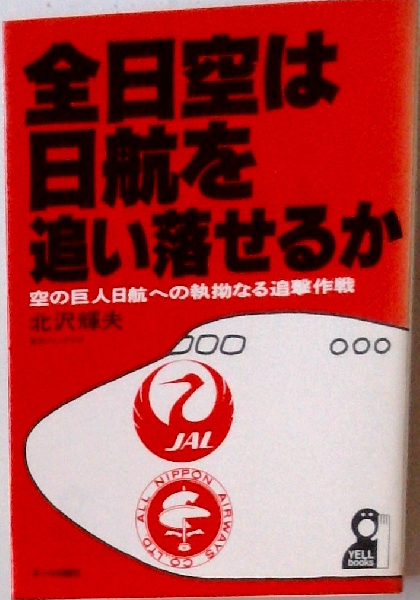 全日空は
日航を
追い落せるか
空の巨人日航への執拗なる追撃作戦
北沢輝夫
JAL
ALL NIPPON AIRWAYS CO. LTD
YELL
books